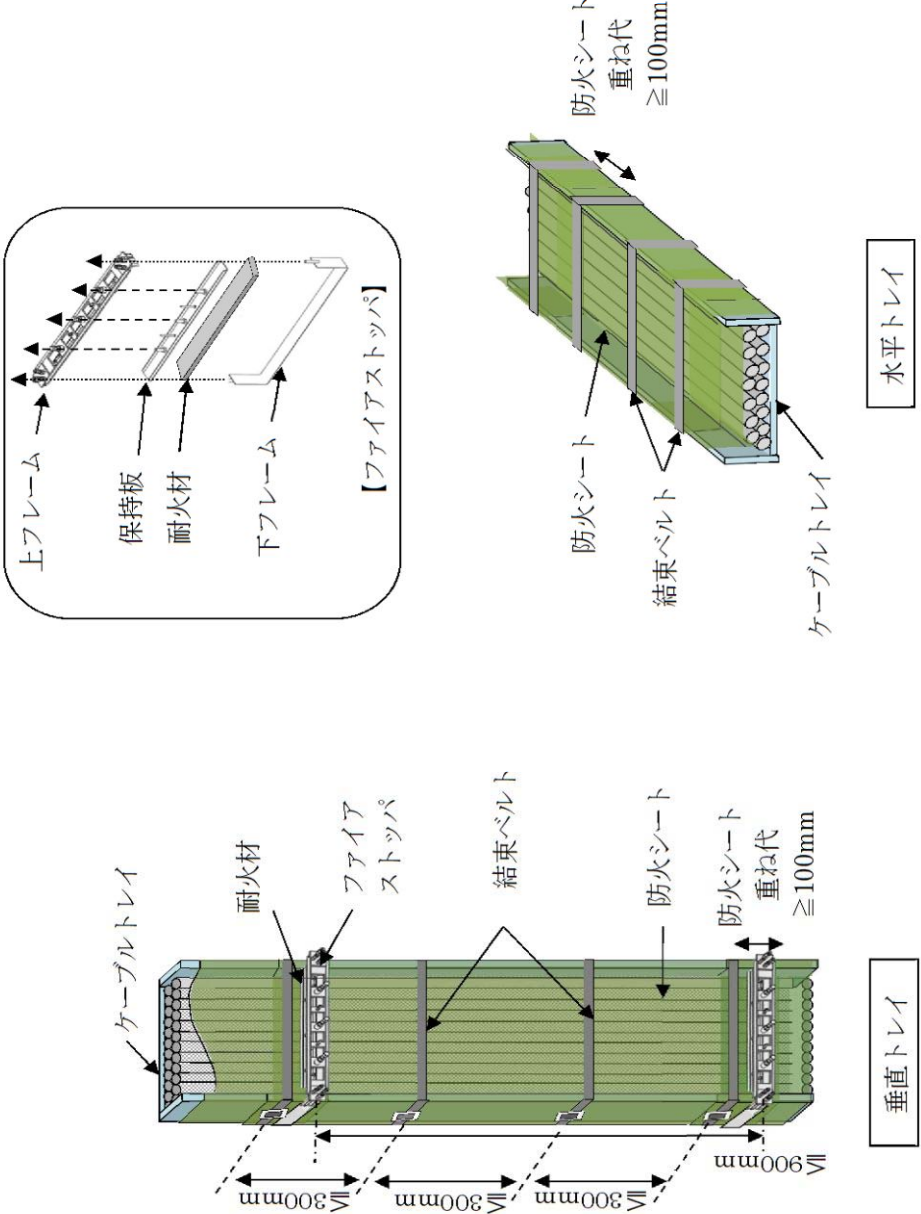 ケーブルトレイ
耐火材
ファイア
ストッパ
結束ベルト
防火シート
防火シート
重ね代
≧100mm
≦300mm
≦300mm
≦300mm
≦900mm
垂直トレイ
上フレーム
保持板
耐火材
下フレーム
【ファイアストッパ】
防火シート
重ね代
≧100mm
防火シート
結束ベルト
ケーブルトレイ
水平トレイ